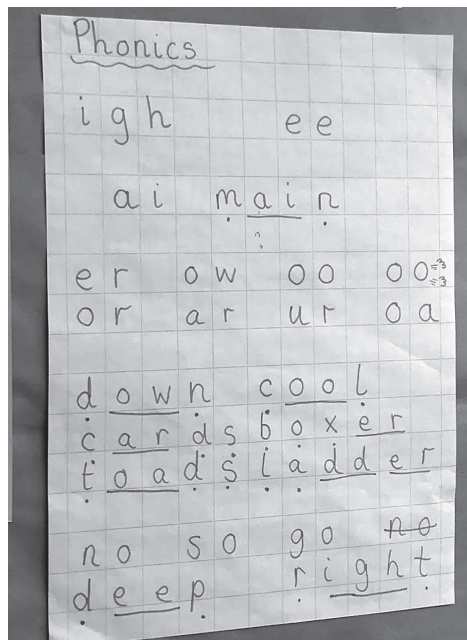 Phonics
igh ee
ai main
er ow oo oo
or ar ur oa
down cool
cards boxer
toads ladder
no so go no
deep right